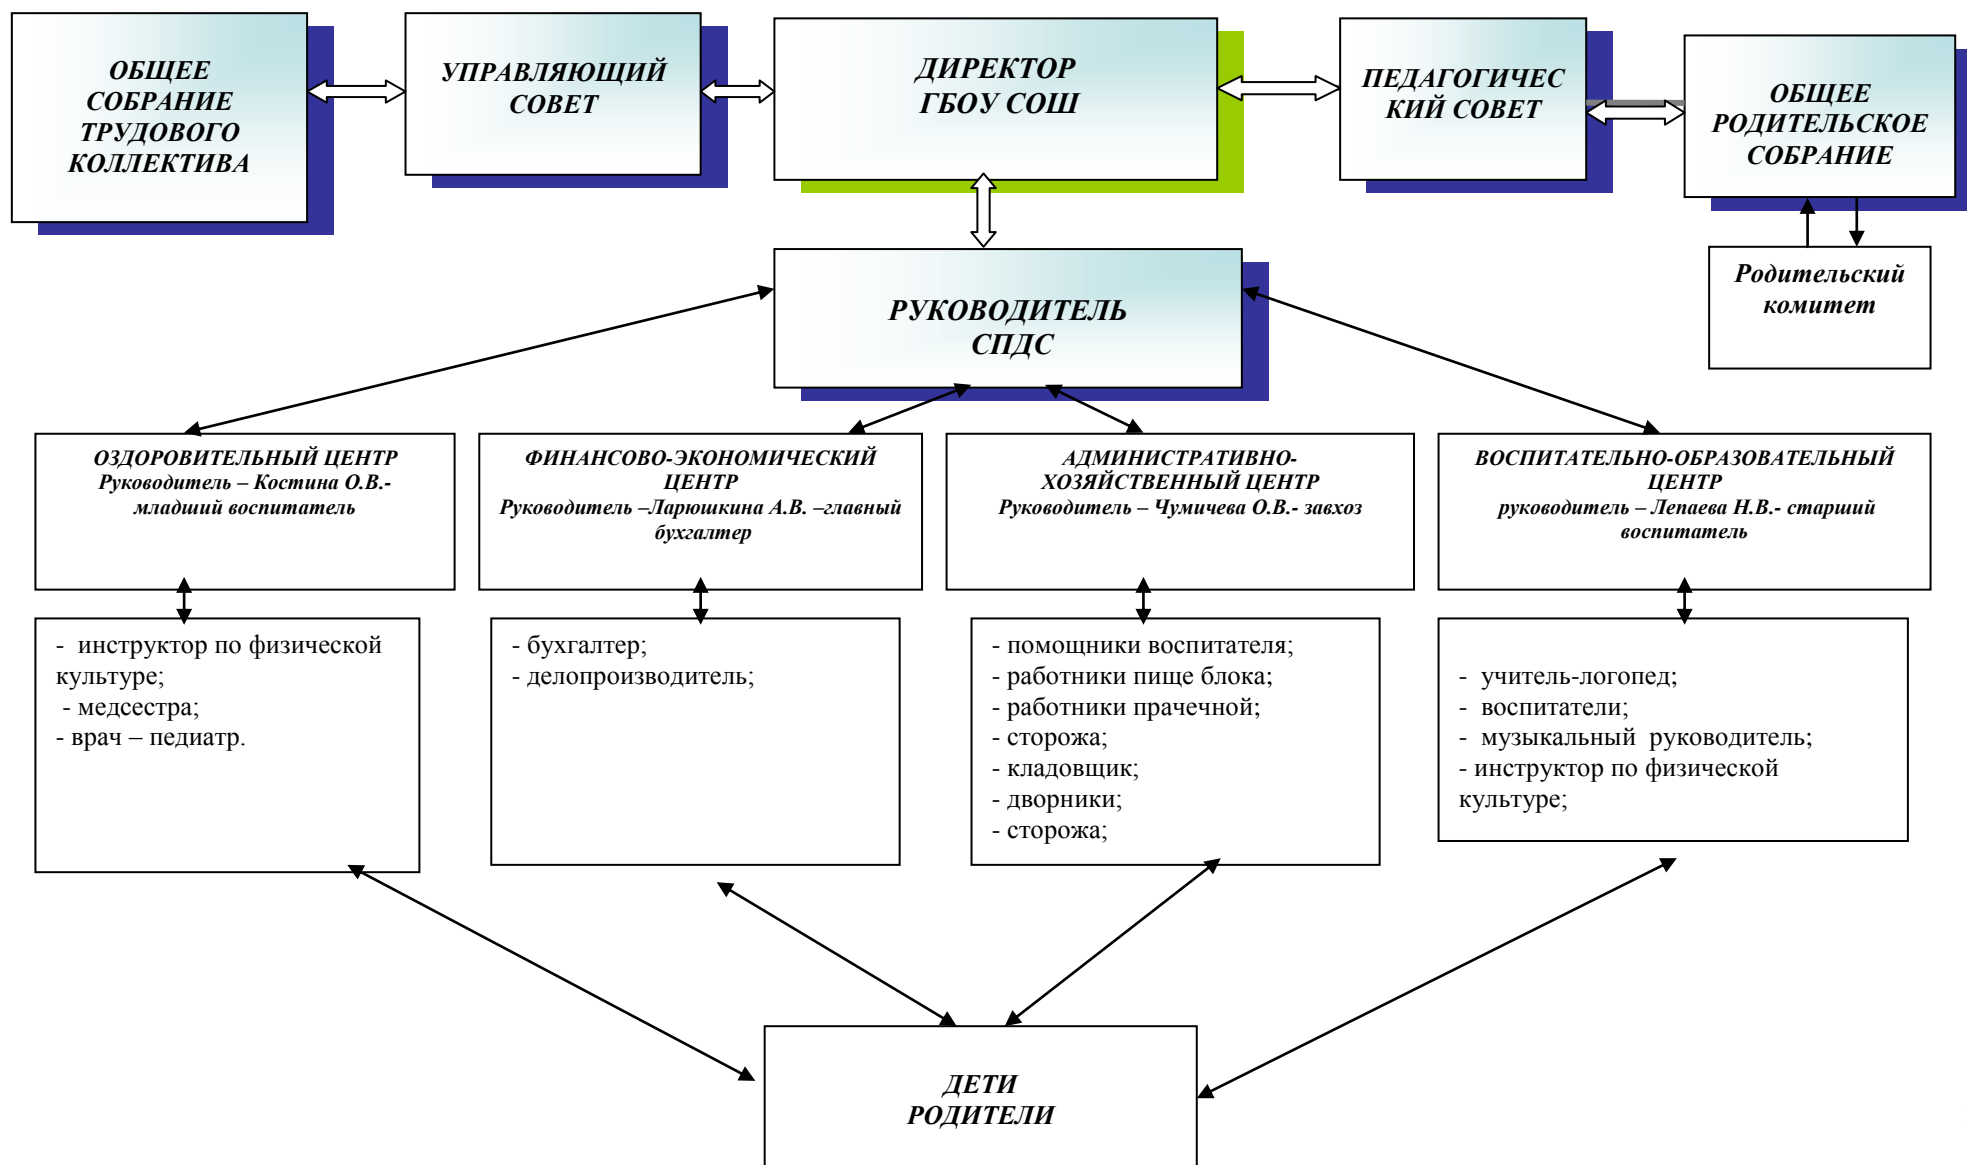 ОБЩЕЕ
СОБРАНИЕ
ТРУДОВОГО
КОЛЛЕКТИВА
УПРАВЛЯЮЩИЙ
СОВЕТ
ДИРЕКТОР
ГБОУ СОШ
ПЕДАГОГИЧЕС
КИЙ СОВЕТ
ОБЩЕЕ
РОДИТЕЛЬСКОЕ
СОБРАНИЕ
Родительский
комитет
РУКОВОДИТЕЛЬ
СПДС
ОЗДОРОВИТЕЛЬНЫЙ ЦЕНТР
Руководитель – Костина О.В.-
младший воспитатель
ФИНАНСОВО-ЭКОНОМИЧЕСКИЙ
ЦЕНТР
Руководитель –Ларюшкина А.В. –главный
бухгалтер
АДМИНИСТРАТИВНО-
ХОЗЯЙСТВЕННЫЙ ЦЕНТР
Руководитель – Чумичева О.В.- завхоз
ВОСПИТАТЕЛЬНО-ОБРАЗОВАТЕЛЬНЫЙ
ЦЕНТР
руководитель – Лепаева Н.В.- старший
воспитатель
- инструктор по физической
культуре;
- медсестра;
- врач – педиатр.
- бухгалтер;
- делопроизводитель;
- помощники воспитателя;
- работники пище блока;
- работники прачечной;
- сторожа;
- кладовщик;
- дворники;
- сторожа;
- учитель-логопед;
- воспитатели;
- музыкальный руководитель;
- инструктор по физической
культуре;
ДЕТИ
РОДИТЕЛИ